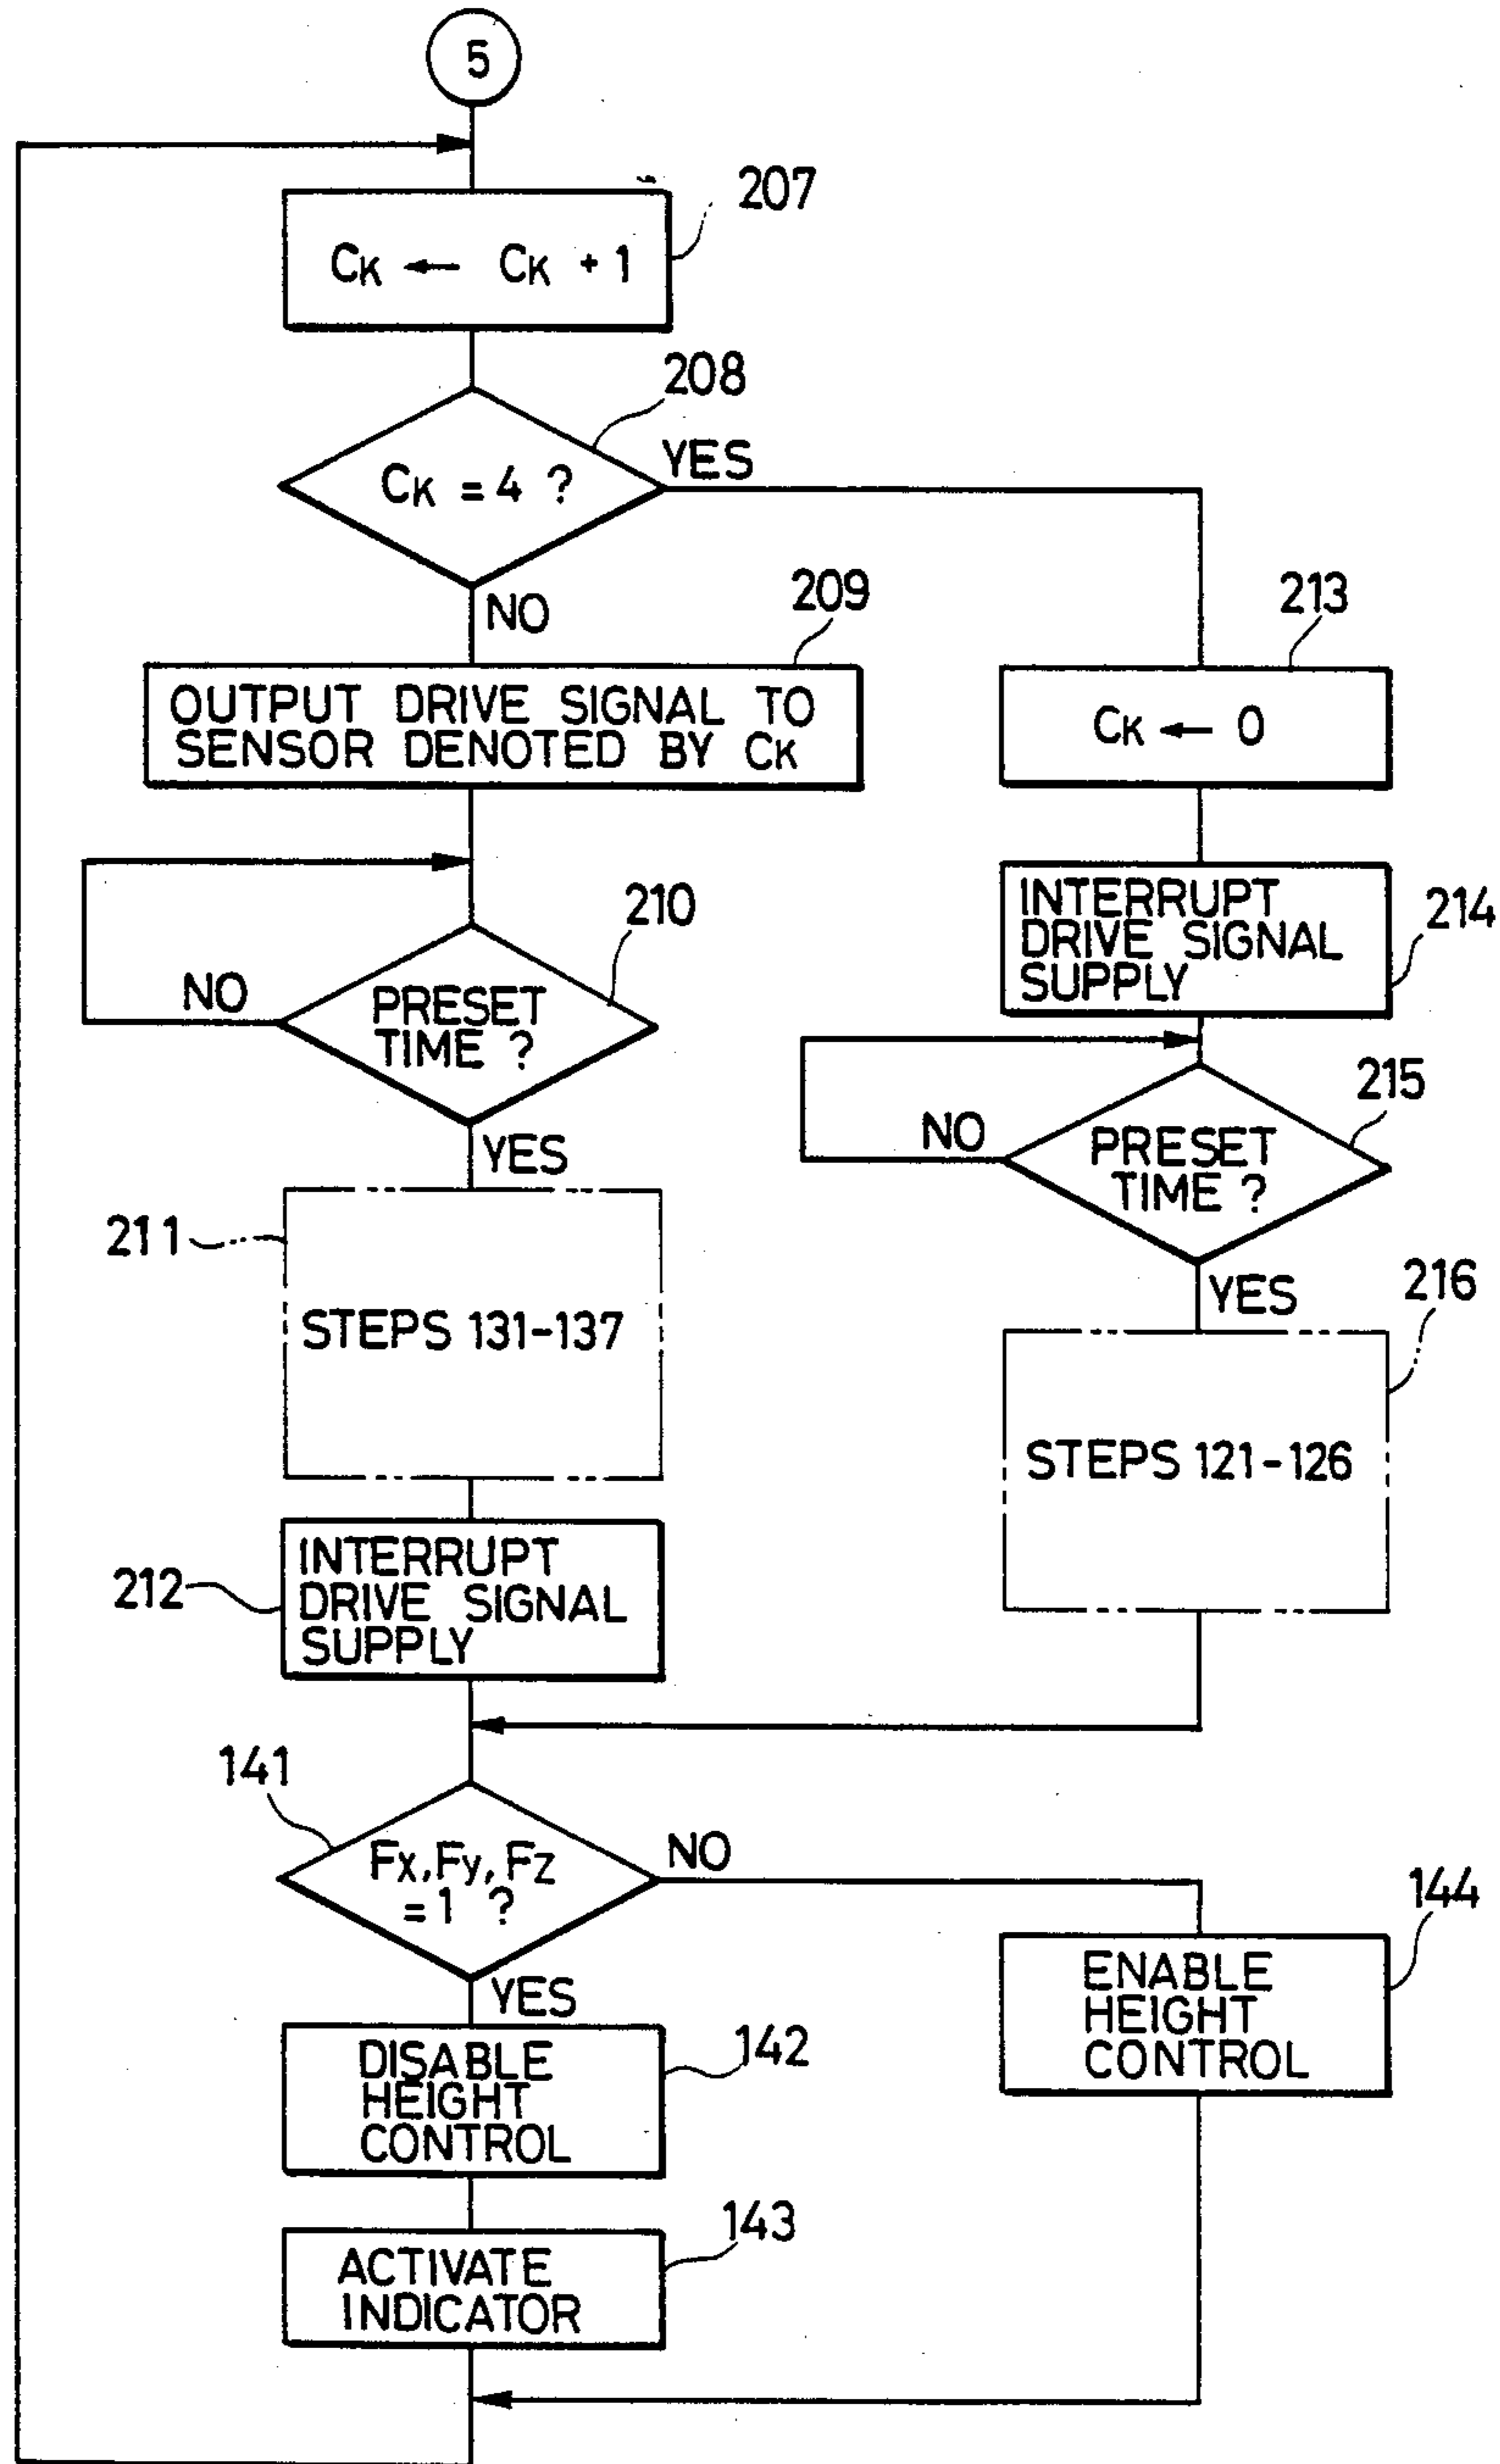 5
207
CK ← CK + 1
208
CK = 4 ?
YES
NO
209
OUTPUT DRIVE SIGNAL TO
SENSOR DENOTED BY CK
213
CK ← 0
210
PRESET
TIME ?
NO
YES
INTERRUPT
DRIVE SIGNAL
SUPPLY
214
215
PRESET
TIME ?
NO
YES
211
STEPS 131-137
216
STEPS 121-126
212
INTERRUPT
DRIVE SIGNAL
SUPPLY
141
Fx, Fy, Fz
= 1 ?
NO
YES
144
ENABLE
HEIGHT
CONTROL
142
DISABLE
HEIGHT
CONTROL
143
ACTIVATE
INDICATOR